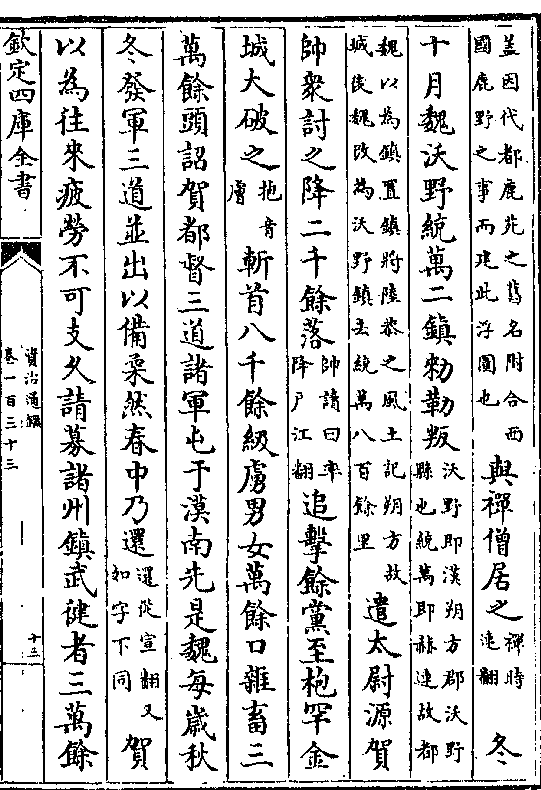 蓋因代都鹿苑之舊名附合西
國鹿野之事而建此浮圖也
與禪僧居之
禪時
連翻
冬
十月魏沃野統萬二鎮勑勒叛
沃野即漢朔方郡沃野
縣也統萬即赫連故都
魏以為鎮置鎮將陸恭之風土記朔方故
城後魏改為沃野鎮去統萬八百餘里
遣太尉源賀
帥衆討之降二千餘落
帥讀曰率
降戶江翻
追擊餘黨至枹罕金
城大破之
枹音
膚
斬首八千餘級虜男女萬餘口雜畜三
萬餘頭詔賀都督三道諸軍屯于漠南先是魏每歲秋
冬發軍三道並出以備柔然春中乃還
還從宣翻又
如字下同
賀
以為往來疲勞不可支久請募諸州鎮武健者三萬餘
欽定四庫全書
資治通鑑
卷一百三十三
十三